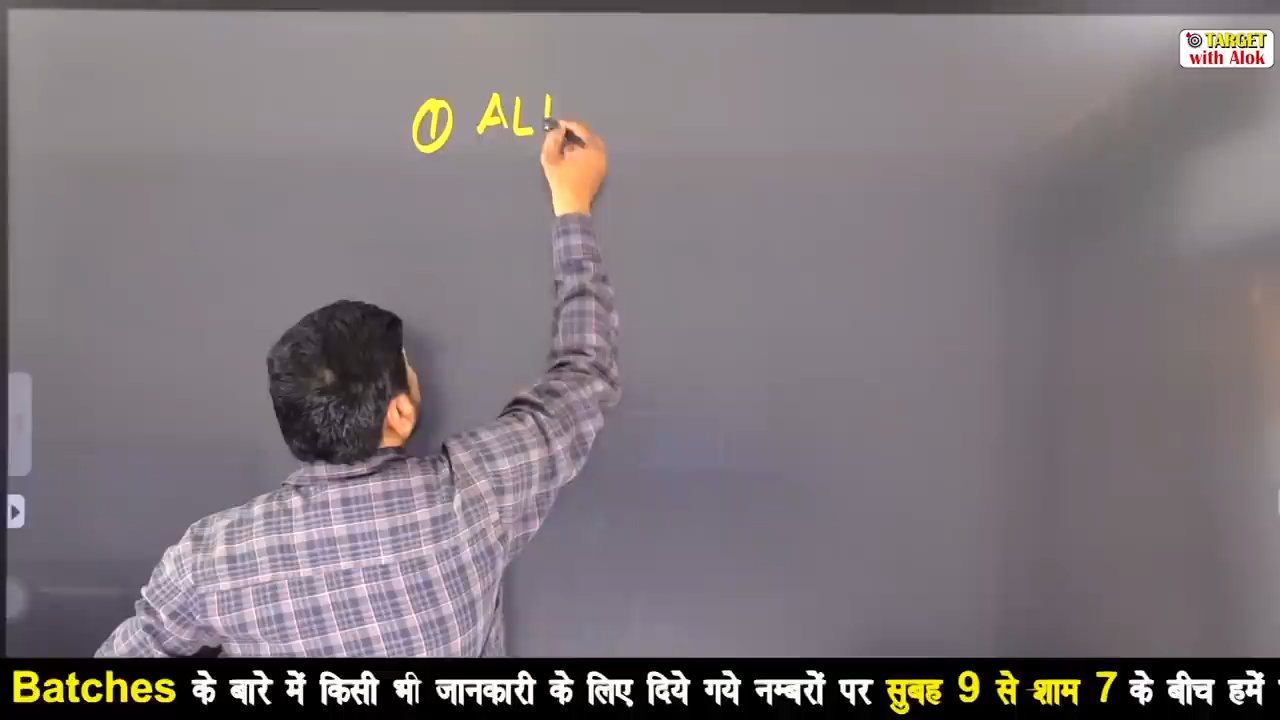 TARGET
with Alok
① AL
Batches के बारे में किसी भी जानकारी के लिए दिये गये नम्बरों पर सुबह 9 से शाम 7 के बीच हमें